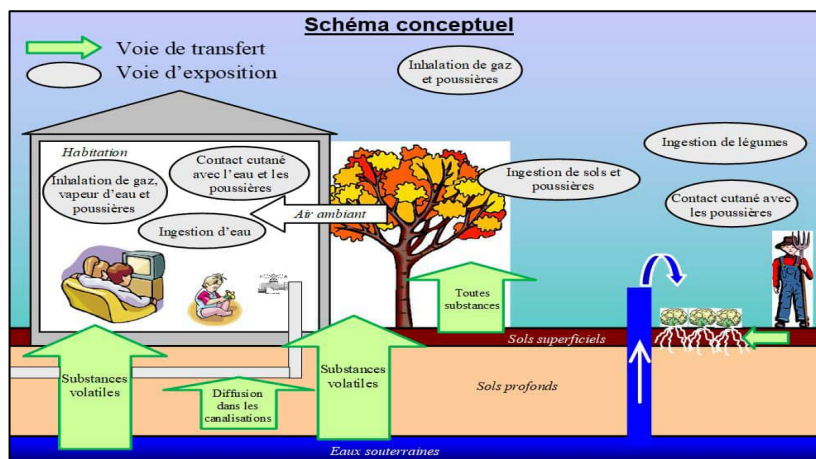 Schéma conceptuel
Voie de transfert
Voie d'exposition
Inhalation de gaz
et poussières
Habitation
Inhalation de gaz,
vapeur d'eau et
poussières
Contact cutané
avec l'eau et les
poussières
Ingestion d'eau
Air ambiant
Ingestion de sols et
poussières
Ingestion de légumes
Contact cutané avec
les poussières
Toutes
substances
Sols superficiels
Substances
volatiles
Diffusion
dans les
canalisations
Substances
volatiles
Sols profonds
Eaux souterraines